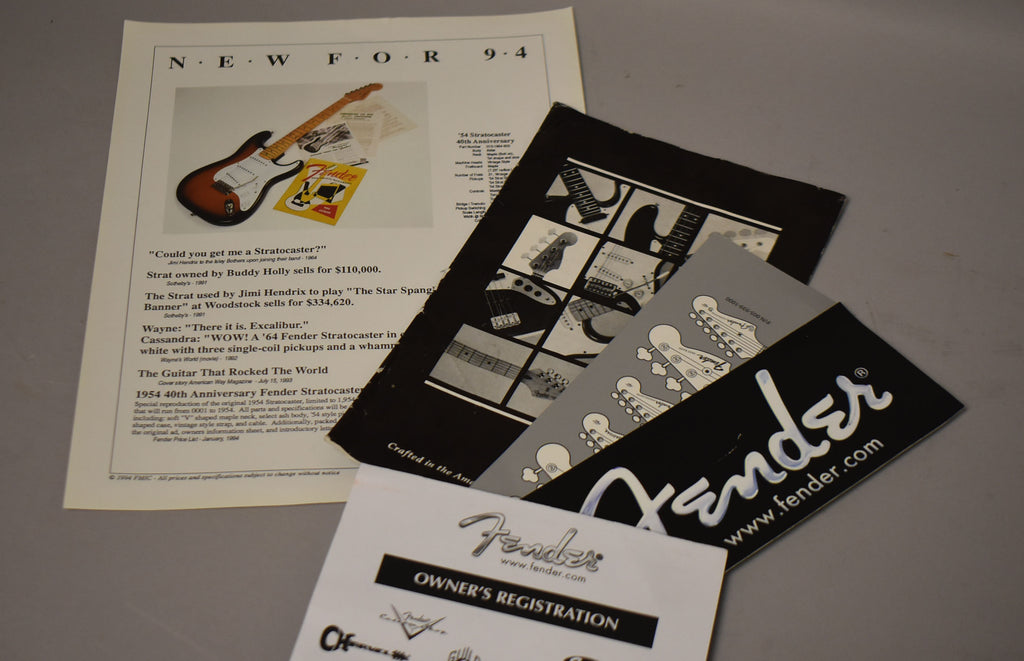 N·E·W F·O·R 9·4
'54 Stratocaster
40th Anniversary
Fender
"Could you get me a Stratocaster?"
Jimi Hendrix to the Isley Brothers upon joining their band - 1964
Strat owned by Buddy Holly sells for $110,000.
Sotheby's - 1991
The Strat used by Jimi Hendrix to play "The Star Spangl
Banner" at Woodstock sells for $334,620.
Sotheby's - 1991
Wayne: "There it is. Excalibur."
Cassandra: "WOW! A '64 Fender Stratocaster in
white with three single-coil pickups and a whamm
Wayne's World (movie) - 1992
The Guitar That Rocked The World
Cover story American Way Magazine - July 15, 1993
1954 40th Anniversary Fender Stratocaster
Special reproduction of the original 1954 Stratocaster, limited to 1,954
that will run from 0001 to 1954. All parts and specifications will be
including: soft "V" shaped maple neck, select ash body, '54 style
shaped case, vintage style strap, and cable. Additionally, packed
the original ad, owners information sheet, and introductory
Fender Price List - January, 1994
© 1994 FMIC - All prices and specifications subject to change without notice
Crafted in the Ame
Fender®
www.fender.com
Fender
www.fender.com
OWNER'S REGISTRATION
Fender
CHARVEL
GUILD